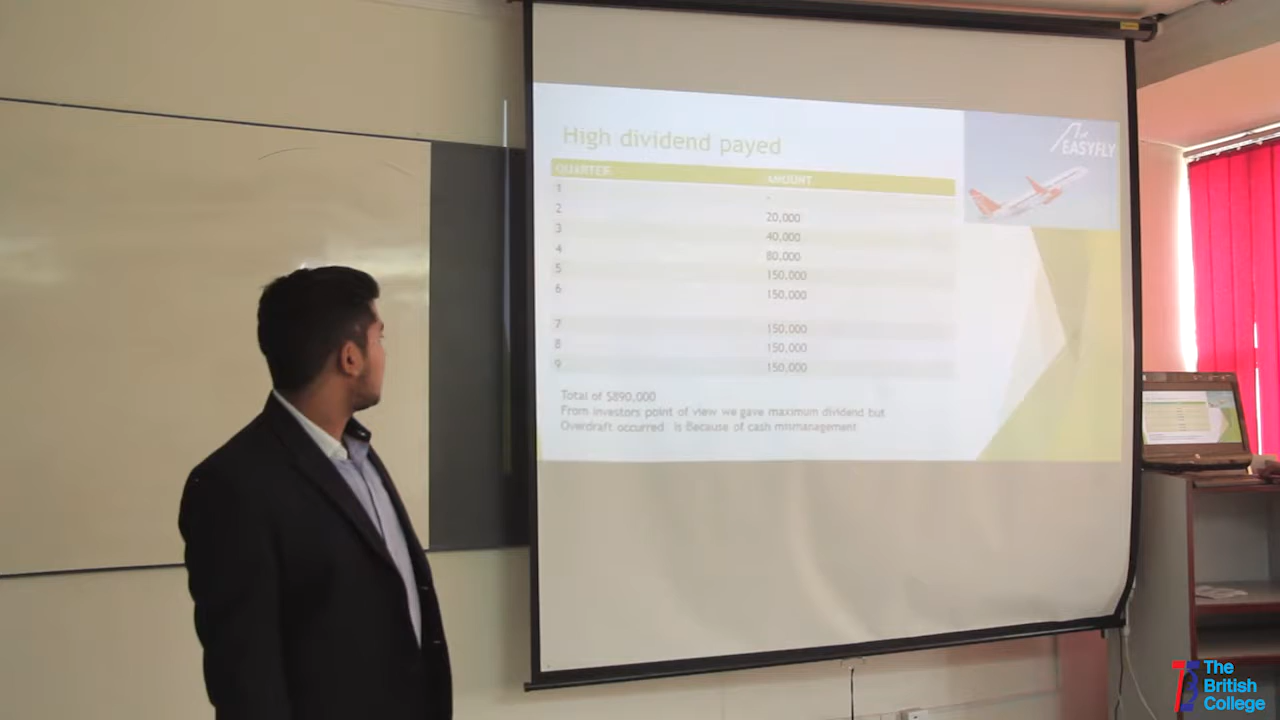 High dividend payed
EASYFLY
QUARTER AMOUNT
1 -
2 20,000
3 40,000
4 80,000
5 150,000
6 150,000
7 150,000
8 150,000
9 150,000
Total of $890,000
From investors point of view we gave maximum dividend but
Overdraft occurred is Because of cash mismanagement
The
British
College